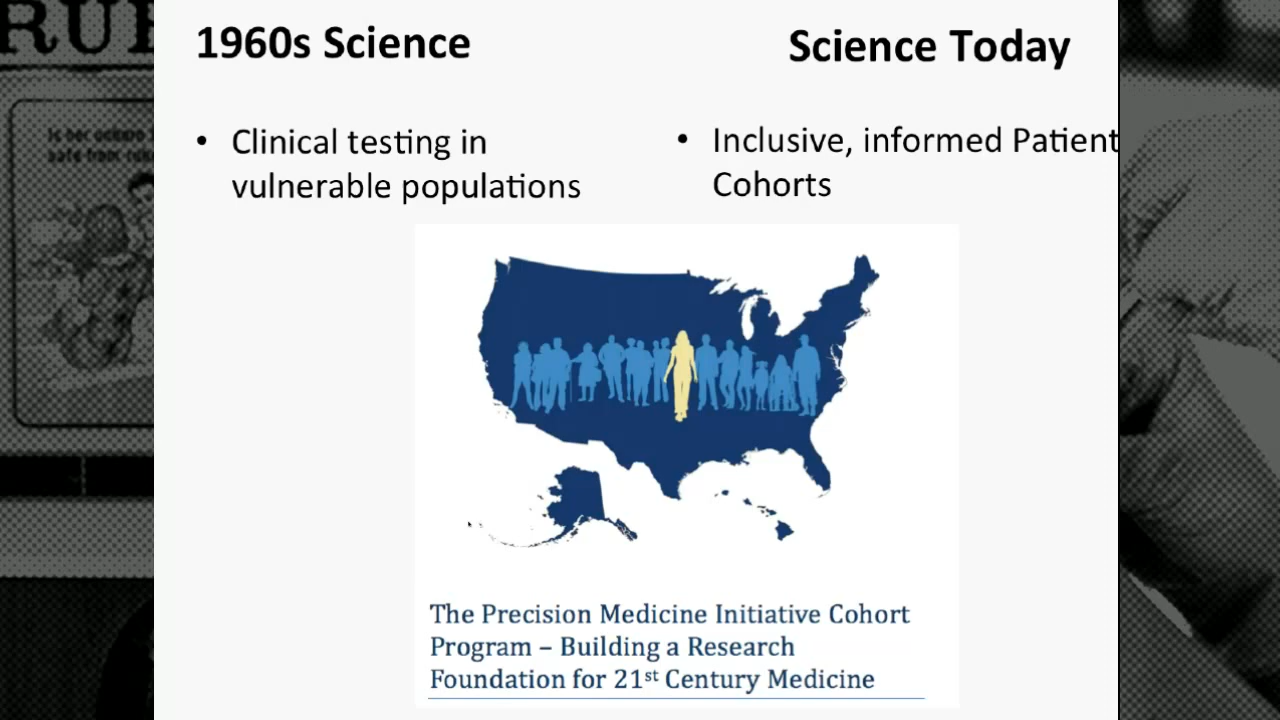 RUB
1960s Science
Science Today
• Clinical testing in
vulnerable populations
• Inclusive, informed Patient
Cohorts
The Precision Medicine Initiative Cohort
Program – Building a Research
Foundation for 21st Century Medicine